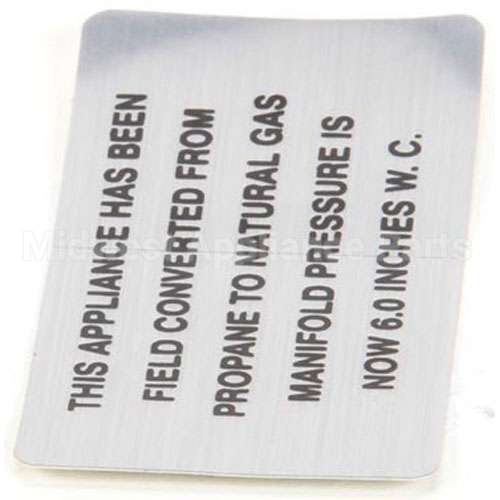 THIS APPLIANCE HAS BEEN
FIELD CONVERTED FROM
PROPANE TO NATURAL GAS
MANIFOLD PRESSURE IS
NOW 6.0 INCHES W. C.